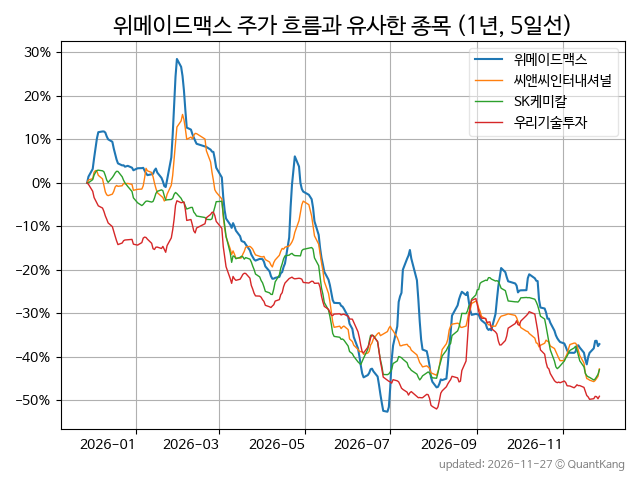 위메이드맥스 주가 흐름과 유사한 종목 (1년, 5일선)
위메이드맥스
씨앤씨인터내셔널
SK케미칼
우리기술투자
30%
20%
10%
0%
−10%
−20%
−30%
−40%
−50%
2026-01
2026-03
2026-05
2026-07
2026-09
2026-11
updated: 2026-11-27 © QuantKang